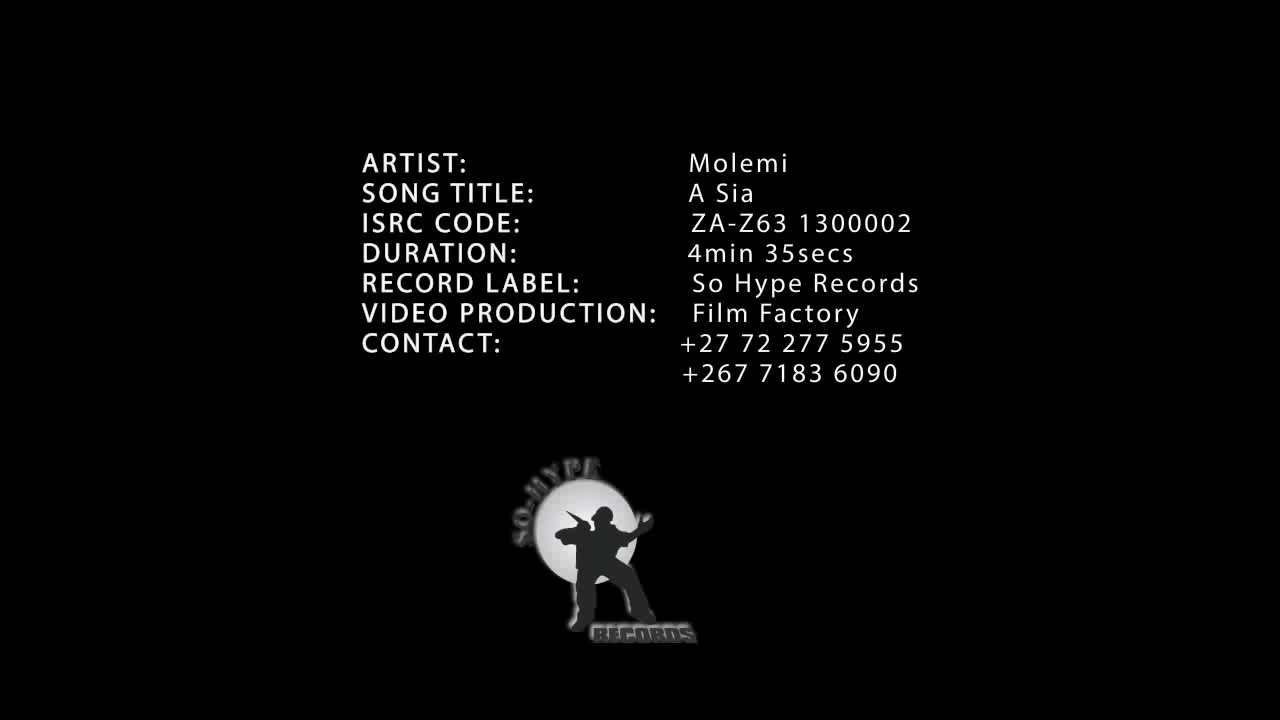 ARTIST: Molemi
SONG TITLE: A Sia
ISRC CODE: ZA-Z63 1300002
DURATION: 4min 35secs
RECORD LABEL: So Hype Records
VIDEO PRODUCTION: Film Factory
CONTACT: +27 72 277 5955
+267 7183 6090
SO-HYPE
RECORDS